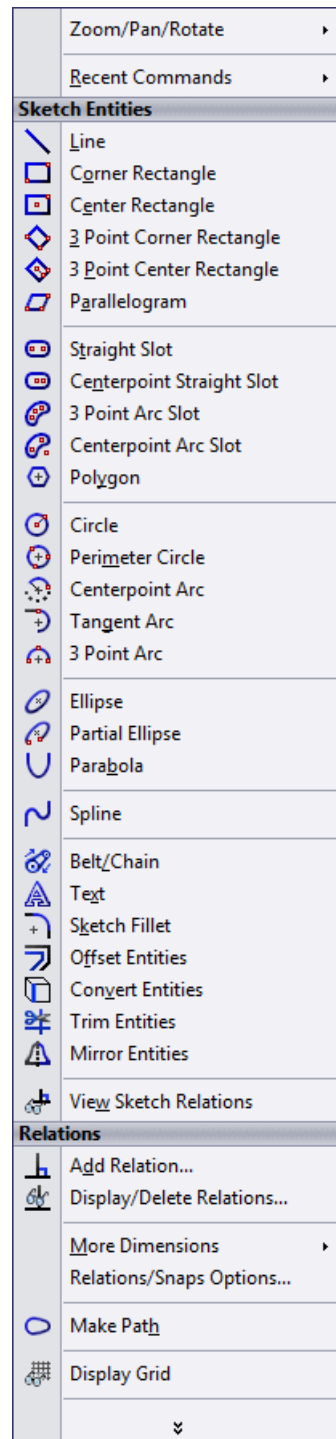 Zoom/Pan/Rotate
Recent Commands
Sketch Entities
Line
Corner Rectangle
Center Rectangle
3 Point Corner Rectangle
3 Point Center Rectangle
Parallelogram
Straight Slot
Centerpoint Straight Slot
3 Point Arc Slot
Centerpoint Arc Slot
Polygon
Circle
Perimeter Circle
Centerpoint Arc
Tangent Arc
3 Point Arc
Ellipse
Partial Ellipse
Parabola
Spline
Belt/Chain
Text
Sketch Fillet
Offset Entities
Convert Entities
Trim Entities
Mirror Entities
View Sketch Relations
Relations
Add Relation...
Display/Delete Relations...
More Dimensions
Relations/Snaps Options...
Make Path
Display Grid